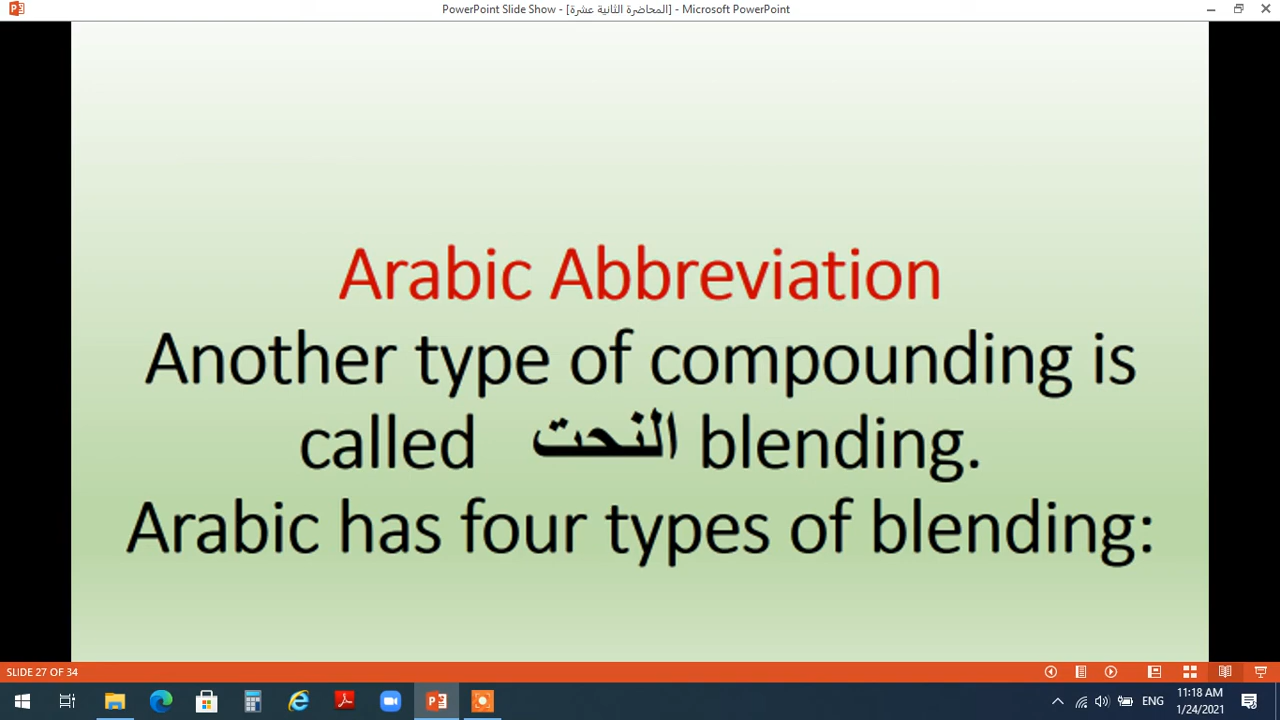 PowerPoint Slide Show - [المحاضرة الثانية عشرة] - Microsoft PowerPoint
Arabic Abbreviation
Another type of compounding is
called النحت blending.
Arabic has four types of blending:
SLIDE 27 OF 34
ENG
11:18 AM
1/24/2021